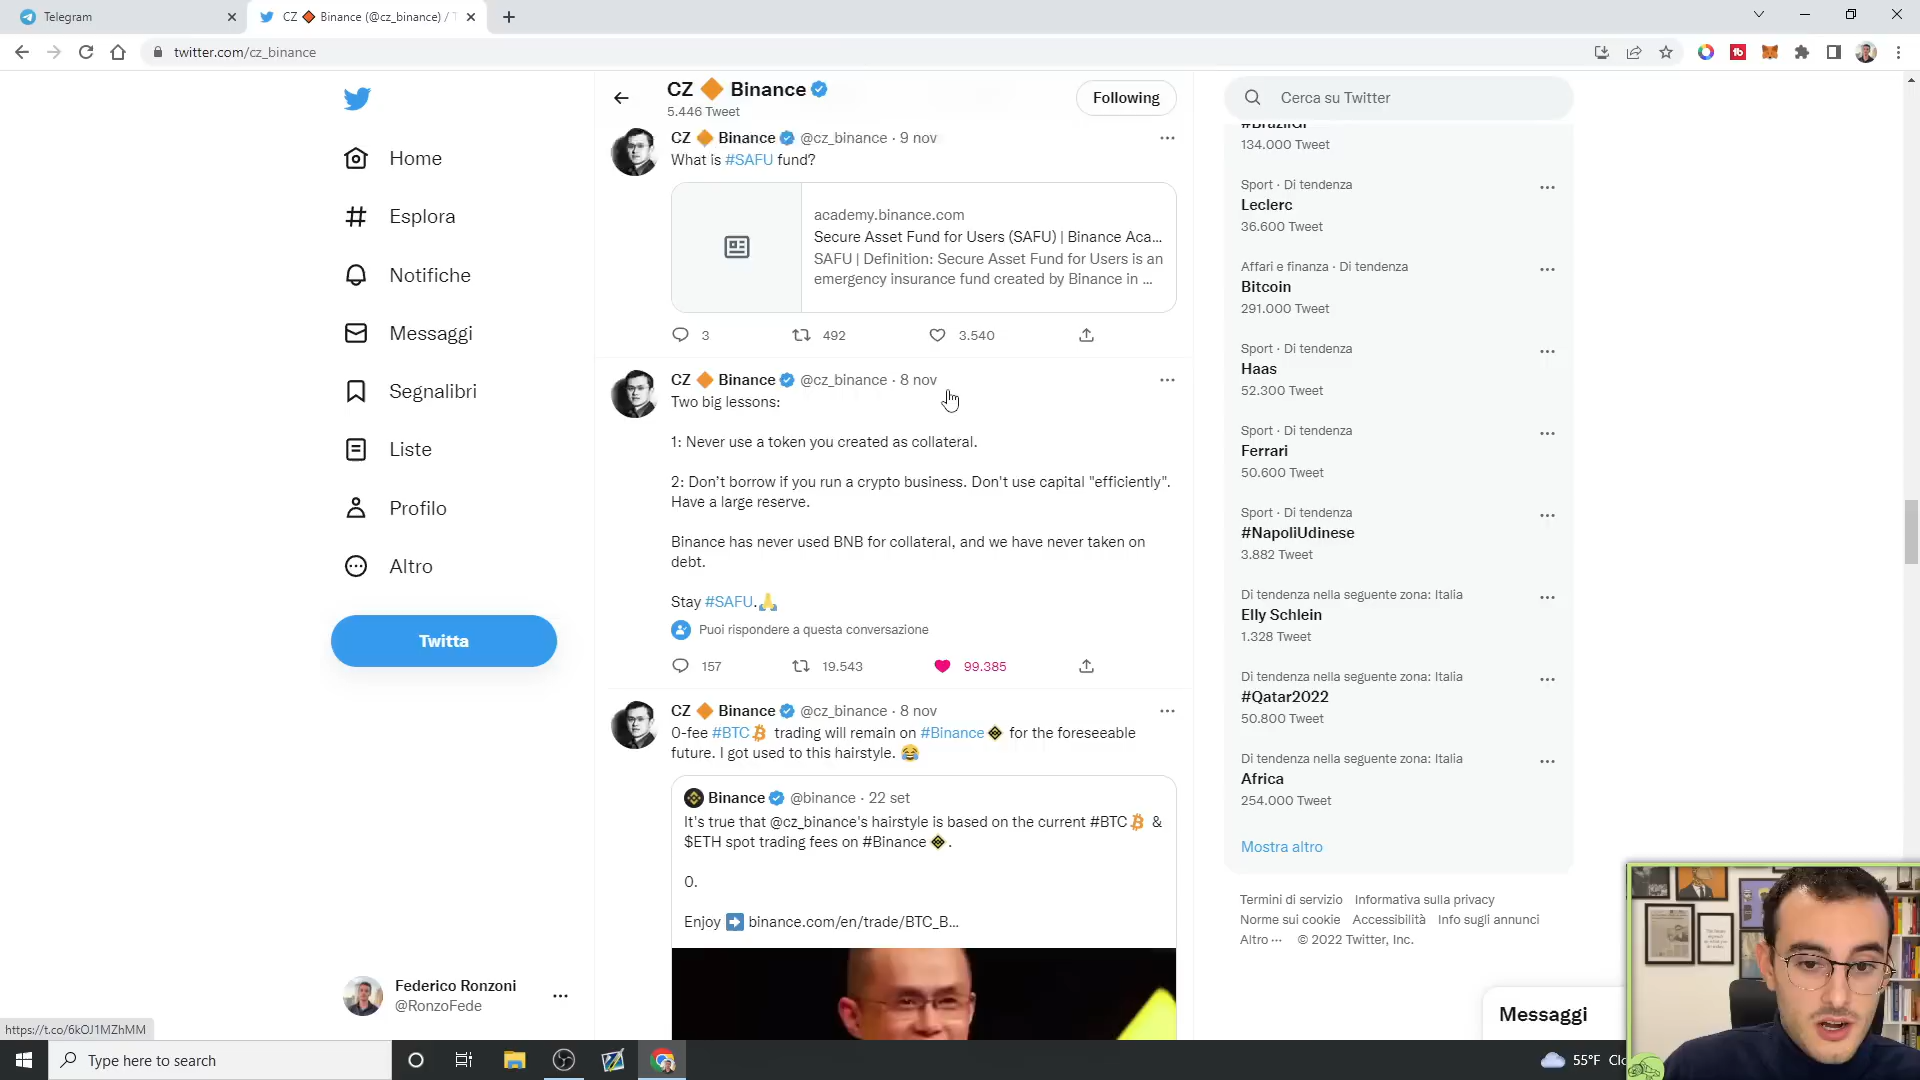 Telegram
CZ 🔶 Binance (@cz_binance) / T
twitter.com/cz_binance
Home
Esplora
Notifiche
Messaggi
Segnalibri
Liste
Profilo
Altro
Twitta
Federico Ronzoni
@RonzoFede
https://t.co/6kOJ1MZhMM
CZ 🔶 Binance
5.446 Tweet
Following
CZ 🔶 Binance @cz_binance · 9 nov
What is #SAFU fund?
academy.binance.com
Secure Asset Fund for Users (SAFU) | Binance Aca...
SAFU | Definition: Secure Asset Fund for Users is an
emergency insurance fund created by Binance in ...
3 492 3.540
CZ 🔶 Binance @cz_binance · 8 nov
Two big lessons:
1: Never use a token you created as collateral.
2: Don’t borrow if you run a crypto business. Don't use capital "efficiently".
Have a large reserve.
Binance has never used BNB for collateral, and we have never taken on
debt.
Stay #SAFU.🙏
Puoi rispondere a questa conversazione
157 19.543 99.385
CZ 🔶 Binance @cz_binance · 8 nov
0-fee #BTC trading will remain on #Binance for the foreseeable
future. I got used to this hairstyle. 😂
Binance @binance · 22 set
It's true that @cz_binance's hairstyle is based on the current #BTC &
$ETH spot trading fees on #Binance .
0.
Enjoy ➡️ binance.com/en/trade/BTC_B...
Cerca su Twitter
#BrazilGP
134.000 Tweet
Sport · Di tendenza
Leclerc
36.600 Tweet
Affari e finanza · Di tendenza
Bitcoin
291.000 Tweet
Sport · Di tendenza
Haas
52.300 Tweet
Sport · Di tendenza
Ferrari
50.600 Tweet
Sport · Di tendenza
#NapoliUdinese
3.882 Tweet
Di tendenza nella seguente zona: Italia
Elly Schlein
1.328 Tweet
Di tendenza nella seguente zona: Italia
#Qatar2022
50.800 Tweet
Di tendenza nella seguente zona: Italia
Africa
254.000 Tweet
Mostra altro
Termini di servizio Informativa sulla privacy
Norme sui cookie Accessibilità Info sugli annunci
Altro ··· © 2022 Twitter, Inc.
Messaggi
Type here to search
55°F Clo